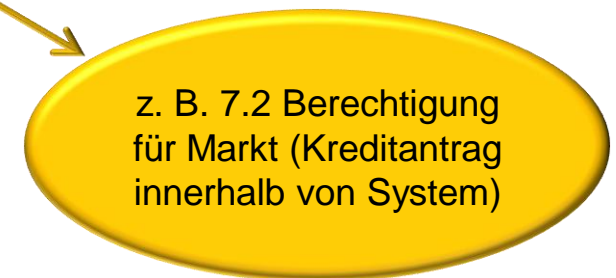 z. B. 7.2 Berechtigung
für Markt (Kreditantrag
innerhalb von System)